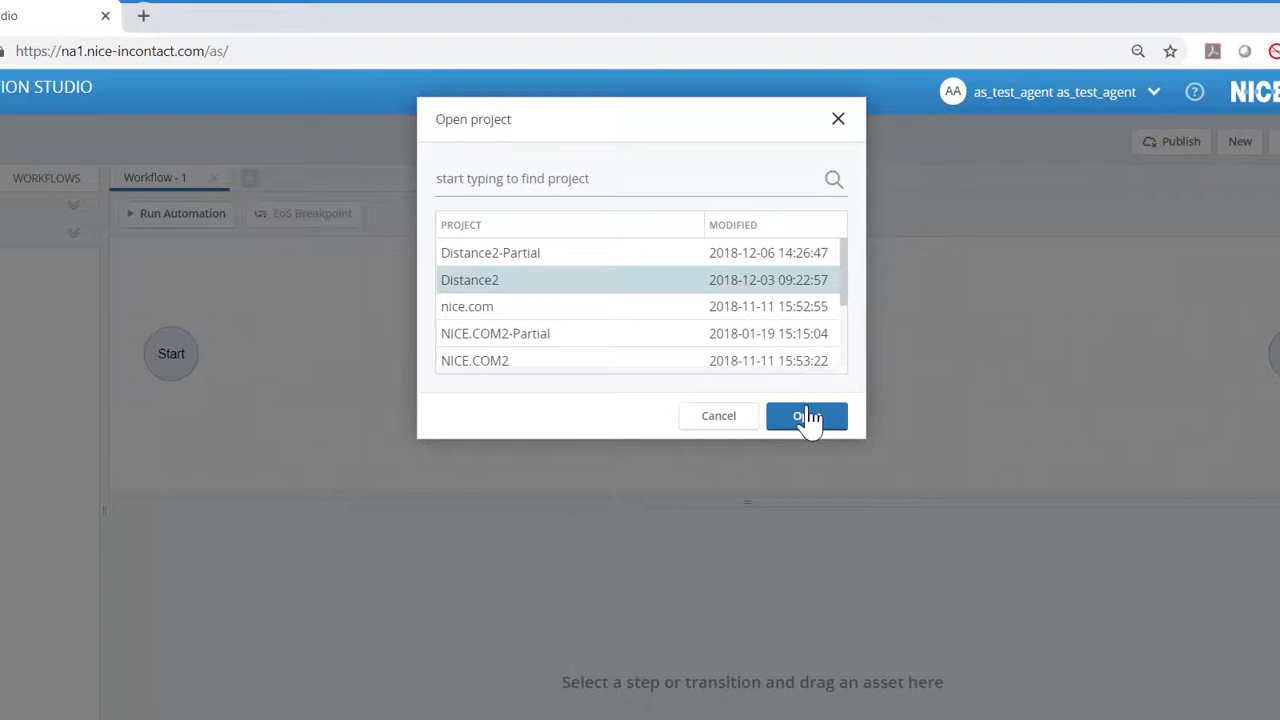 dio
https://na1.nice-incontact.com/as/
ION STUDIO
AA as_test_agent as_test_agent ? NICE
Open project
Publish New
start typing to find project
WORKFLOWS Workflow - 1
Run Automation EoS Breakpoint
PROJECT MODIFIED
Distance2-Partial 2018-12-06 14:26:47
Distance2 2018-12-03 09:22:57
nice.com 2018-11-11 15:52:55
NICE.COM2-Partial 2018-01-19 15:15:04
NICE.COM2 2018-11-11 15:53:22
Start
Cancel
Select a step or transition and drag an asset here